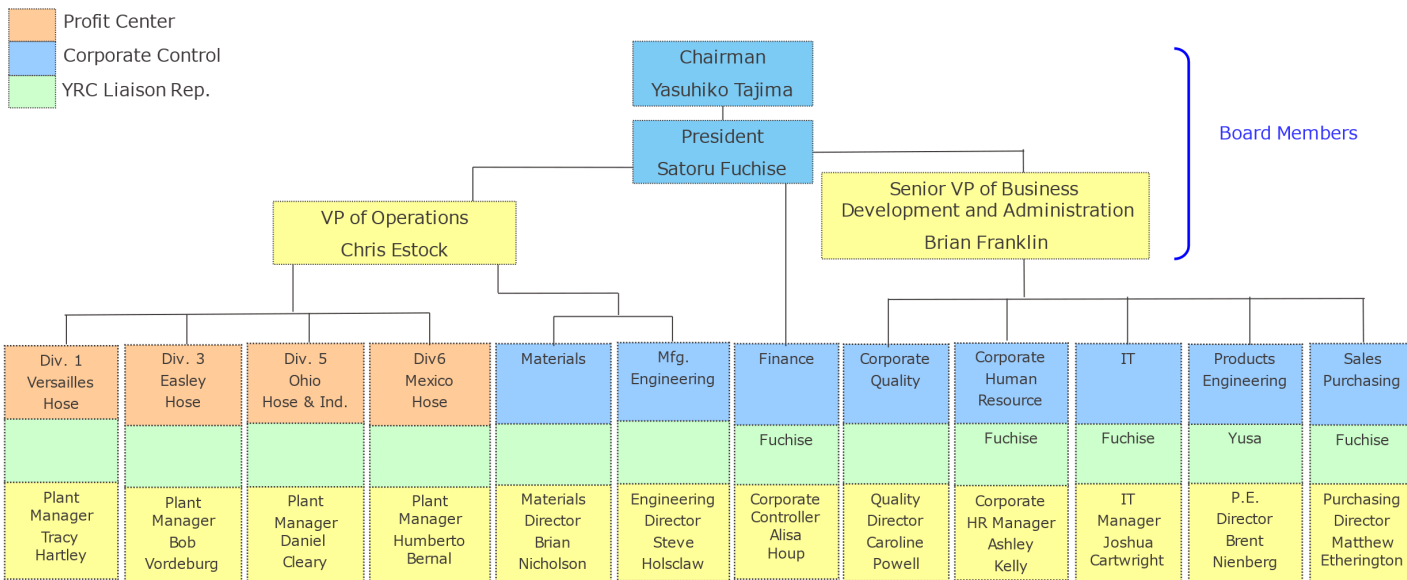 Profit Center
Corporate Control
YRC Liaison Rep.
Chairman
Yasuhiko Tajima
President
Satoru Fuchise
Board Members
Senior VP of Business
Development and Administration
Brian Franklin
VP of Operations
Chris Estock
Div. 1
Versailles
Hose
Plant
Manager
Tracy
Hartley
Div. 3
Easley
Hose
Plant
Manager
Bob
Vordeburg
Div. 5
Ohio
Hose & Ind.
Plant
Manager
Daniel
Cleary
Div6
Mexico
Hose
Plant
Manager
Humberto
Bernal
Materials
Materials
Director
Brian
Nicholson
Mfg.
Engineering
Engineering
Director
Steve
Holsclaw
Finance
Fuchise
Corporate
Controller
Alisa
Houp
Corporate
Quality
Quality
Director
Caroline
Powell
Corporate
Human
Resource
Fuchise
Corporate
HR Manager
Ashley
Kelly
IT
Fuchise
IT
Manager
Joshua
Cartwright
Products
Engineering
Yusa
P.E.
Director
Brent
Nienberg
Sales
Purchasing
Fuchise
Purchasing
Director
Matthew
Etherington